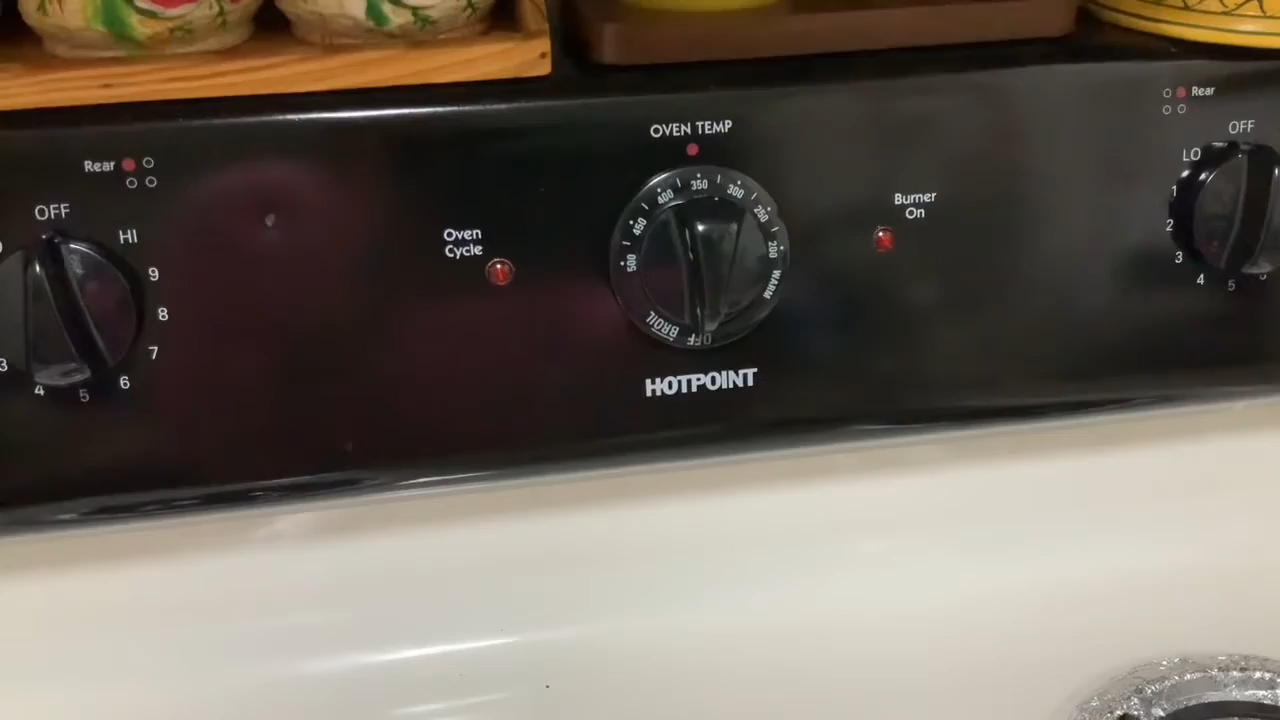 Rear
OFF
HI
9
8
7
6
5
4
3
Oven
Cycle
OVEN TEMP
500
450
400
350
300
250
200
WARM
OFF
BROIL
HOTPOINT
Burner
On
Rear
OFF
LO
1
2
3
4
5